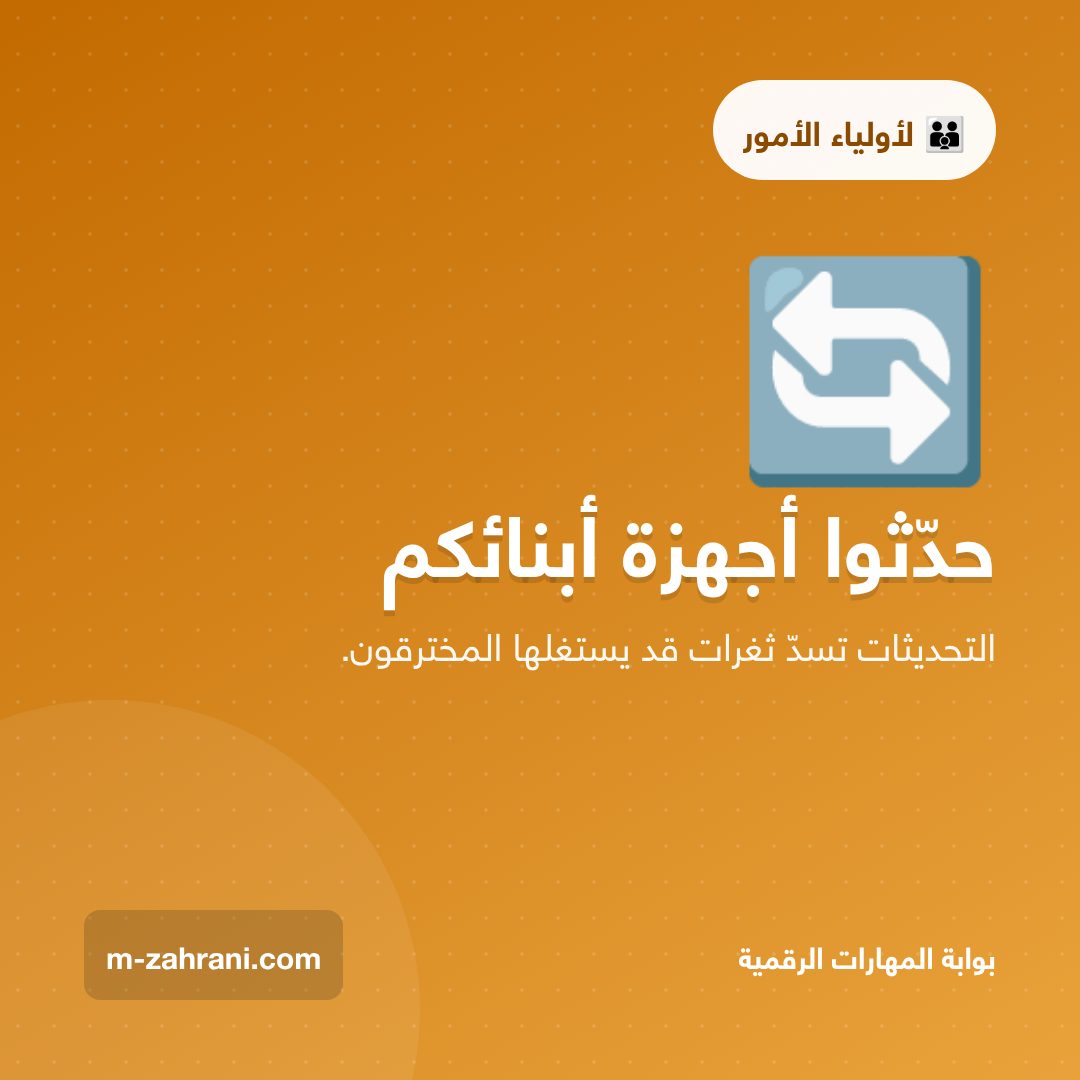 لأولياء الأمور
حدّثوا أجهزة أبنائكم
التحديثات تسدّ ثغرات قد يستغلها المخترقون.
بوابة المهارات الرقمية
m-zahrani.com